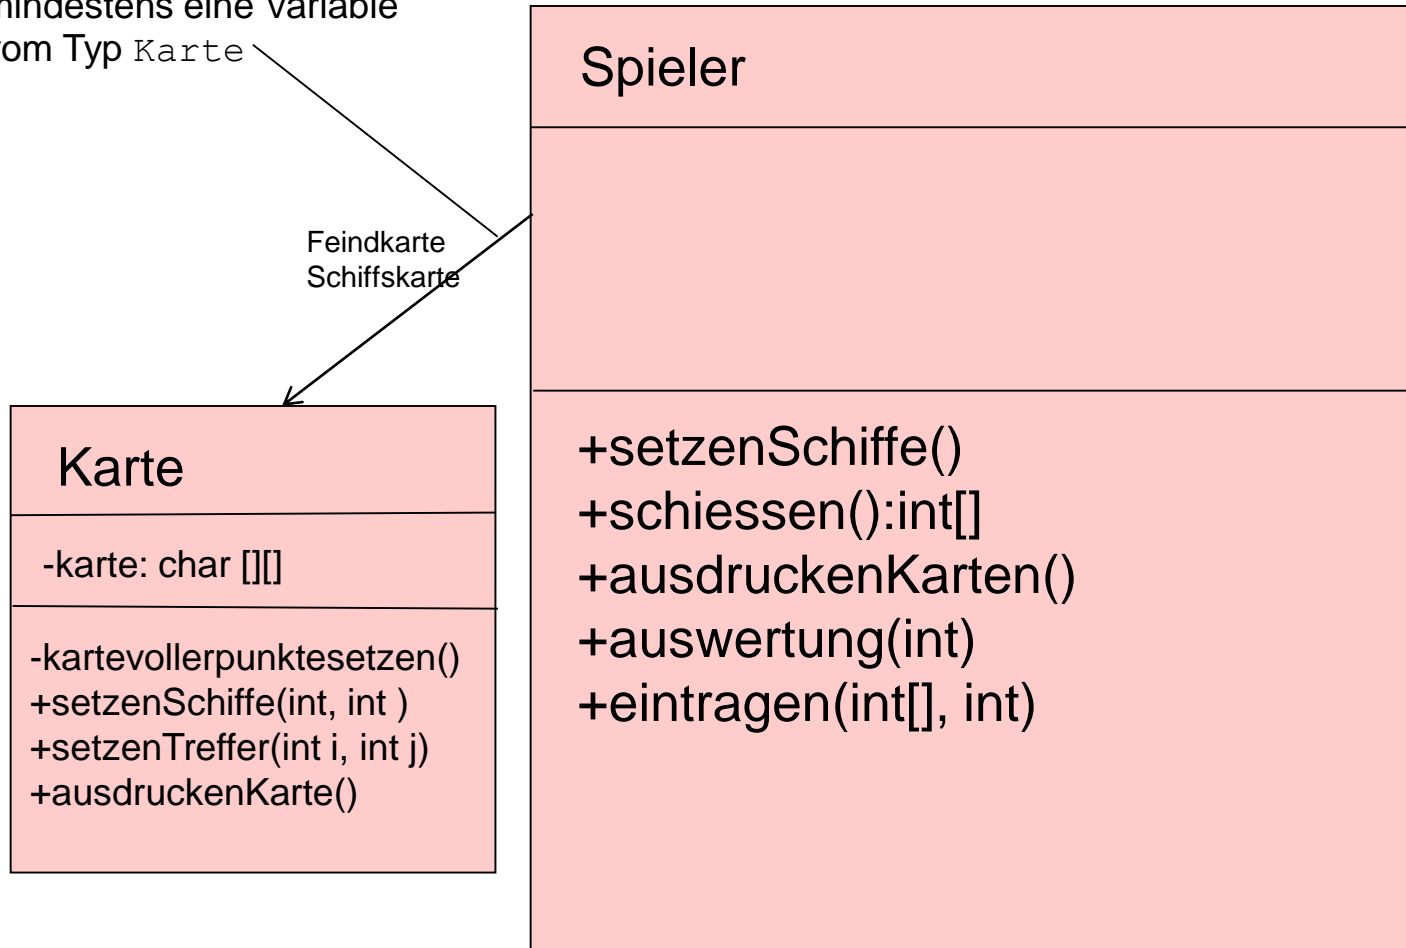 mindestens eine Variable
vom Typ Karte
Spieler
Feindkarte
Schiffskarte
Karte
-karte: char [][]
-kartevollerpunktesetzen()
+setzenSchiffe(int, int )
+setzenTreffer(int i, int j)
+ausdruckenKarte()
+setzenSchiffe()
+schiessen():int[]
+ausdruckenKarten()
+auswertung(int)
+eintragen(int[], int)